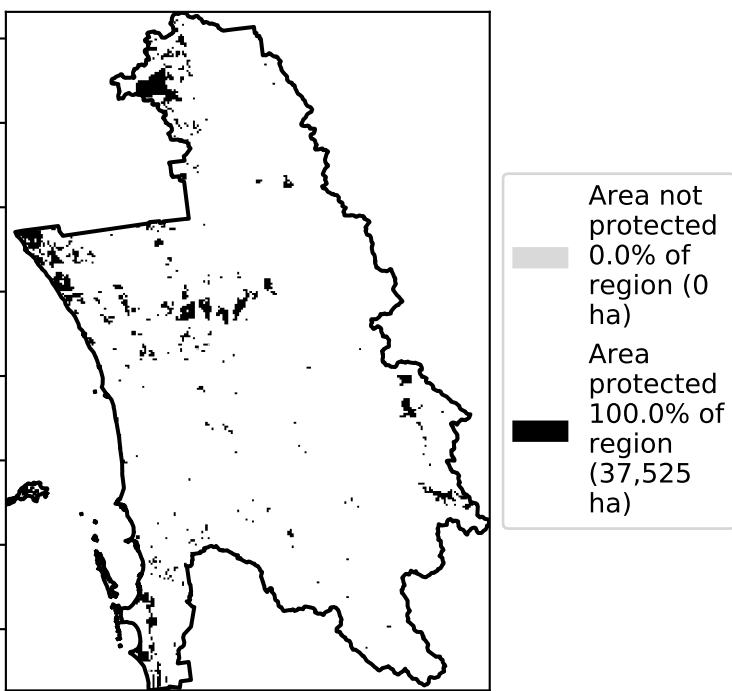 Area not
protected
0.0% of
region (0
ha)
Area
protected
100.0% of
region
(37,525
ha)